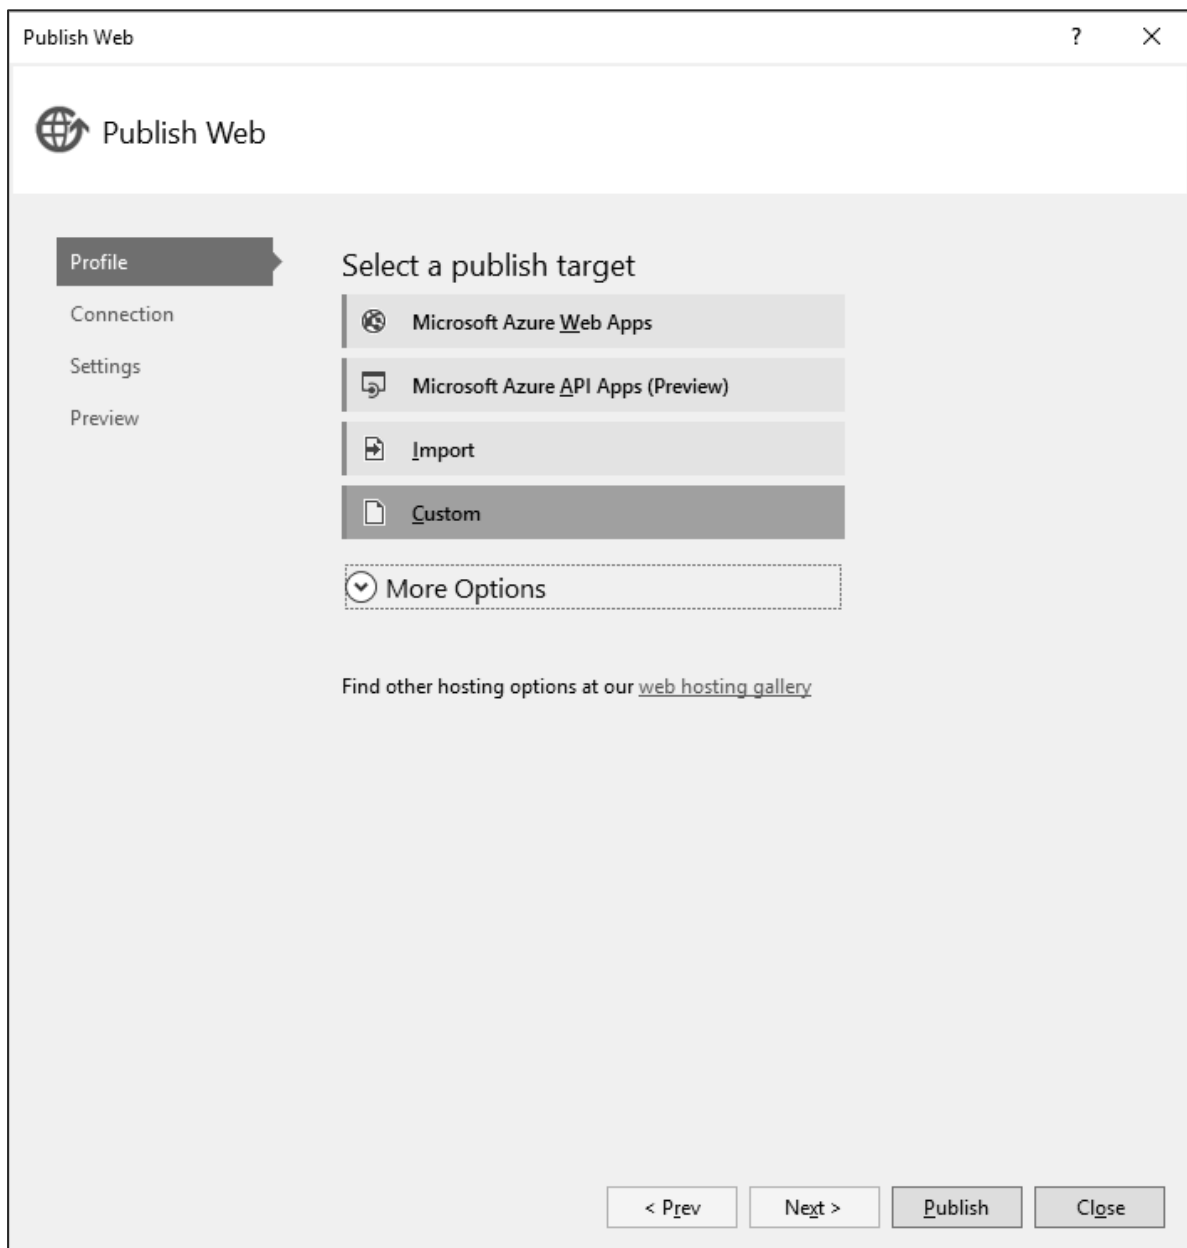 Publish Web
?
Publish Web
Profile
Connection
Settings
Preview
Select a publish target
Microsoft Azure Web Apps
Microsoft Azure API Apps (Preview)
Import
Custom
More Options
Find other hosting options at our web hosting gallery
< Prev
Next >
Publish
Close